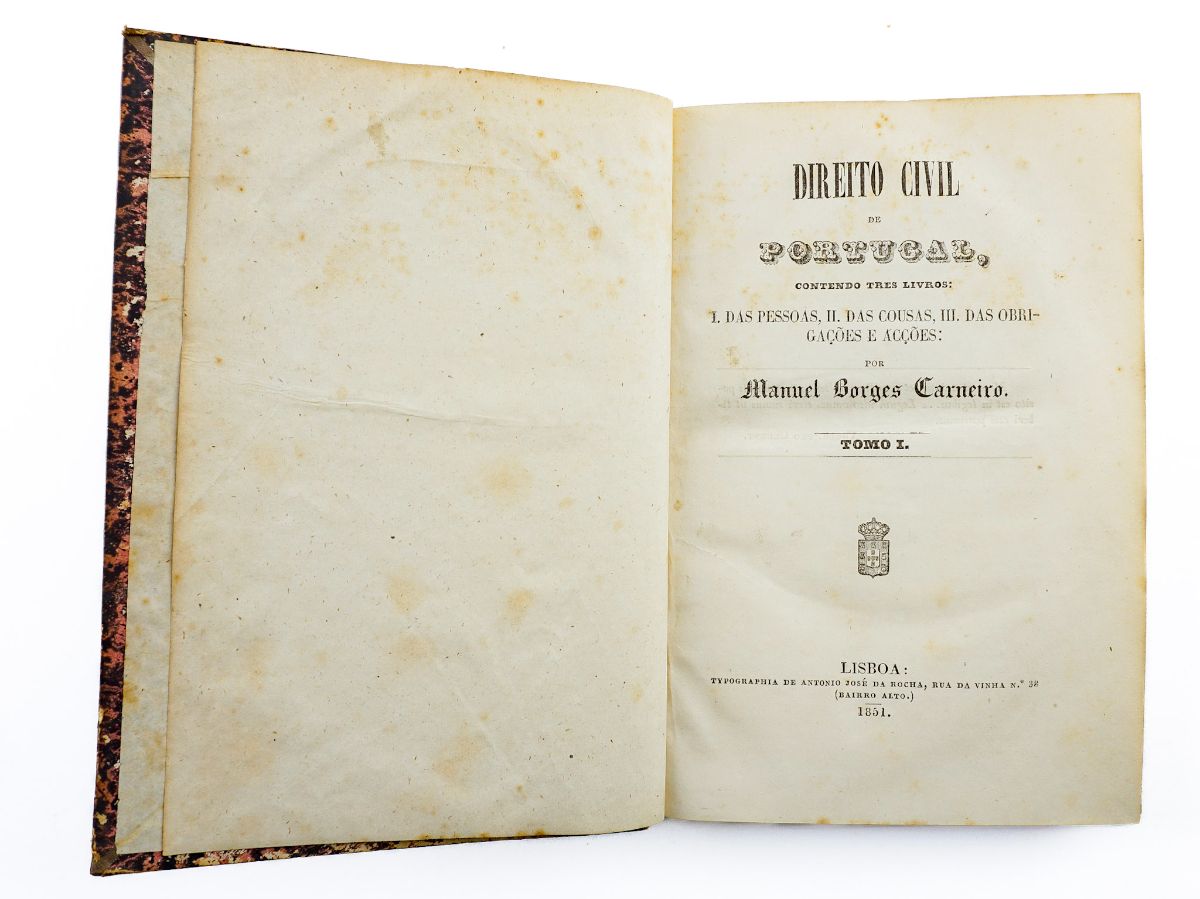 DIREITO CIVIL
DE
PORTUGAL,
CONTENDO TRES LIVROS:
I. DAS PESSOAS, II. DAS COUSAS, III. DAS OBRI-
GAÇÕES E ACÇÕES:
POR
Manuel Borges Carneiro.
TOMO I.
LISBOA:
TYPOGRAPHIA DE ANTONIO JOSÉ DA ROCHA, RUA DA VINHA N.º 38
(BAIRRO ALTO.)
1851.